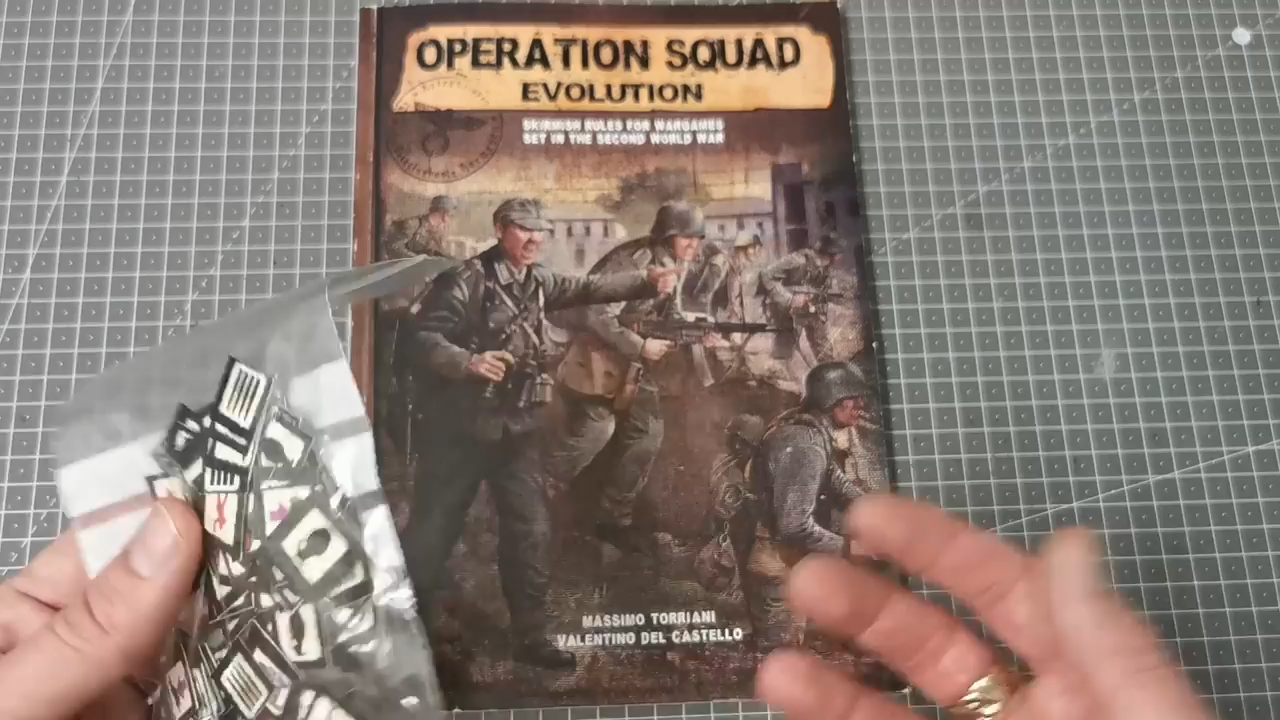 OPERATION SQUAD
EVOLUTION
SKIRMISH RULES FOR WARGAMES
SET IN THE SECOND WORLD WAR
MASSIMO TORRIANI
VALENTINO DEL CASTELLO